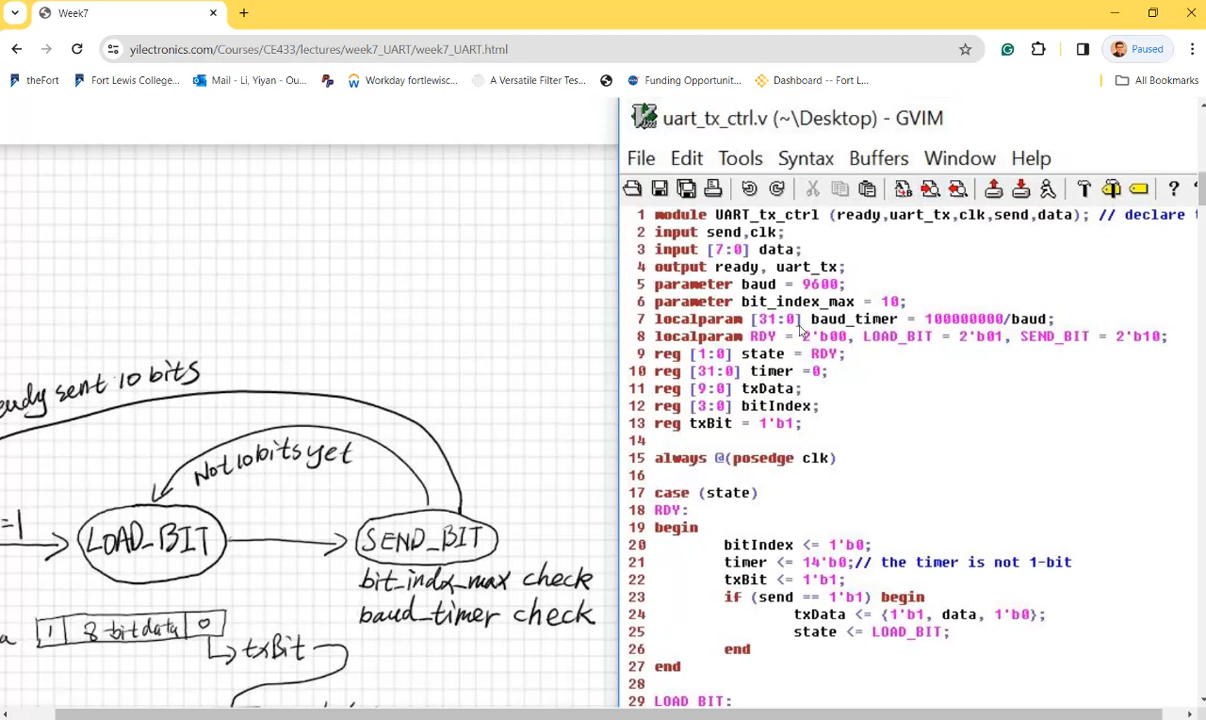 Week7
Paused
yilectronics.com/Courses/CE433/lectures/week7_UART/week7_UART.html
theFort
Fort Lewis College...
Mail - Li, Yiyan - Ou...
Workday fortlewisc...
A Versatile Filter Tes...
Funding Opportunit...
Dashboard -- Fort L...
All Bookmarks
sent 10 bits
Not 10 bits yet
=1
LOAD_BIT
SEND_BIT
bit_indx_max check
baud_timer check
a
1 8 bit data 0
txBit
uart_tx_ctrl.v (~\Desktop) - GVIM
File Edit Tools Syntax Buffers Window Help
1 module UART_tx_ctrl (ready,uart_tx,clk,send,data); // declare
2 input send,clk;
3 input [7:0] data;
4 output ready, uart_tx;
5 parameter baud = 9600;
6 parameter bit_index_max = 10;
7 localparam [31:0] baud_timer = 100000000/baud;
8 localparam RDY = 2'b00, LOAD_BIT = 2'b01, SEND_BIT = 2'b10;
9 reg [1:0] state = RDY;
10 reg [31:0] timer =0;
11 reg [9:0] txData;
12 reg [3:0] bitIndex;
13 reg txBit = 1'b1;
14
15 always @(posedge clk)
16
17 case (state)
18 RDY:
19 begin
20 bitIndex <= 1'b0;
21 timer <= 14'b0;// the timer is not 1-bit
22 txBit <= 1'b1;
23 if (send == 1'b1) begin
24 txData <= {1'b1, data, 1'b0};
25 state <= LOAD_BIT;
26 end
27 end
28
29 LOAD_BIT: